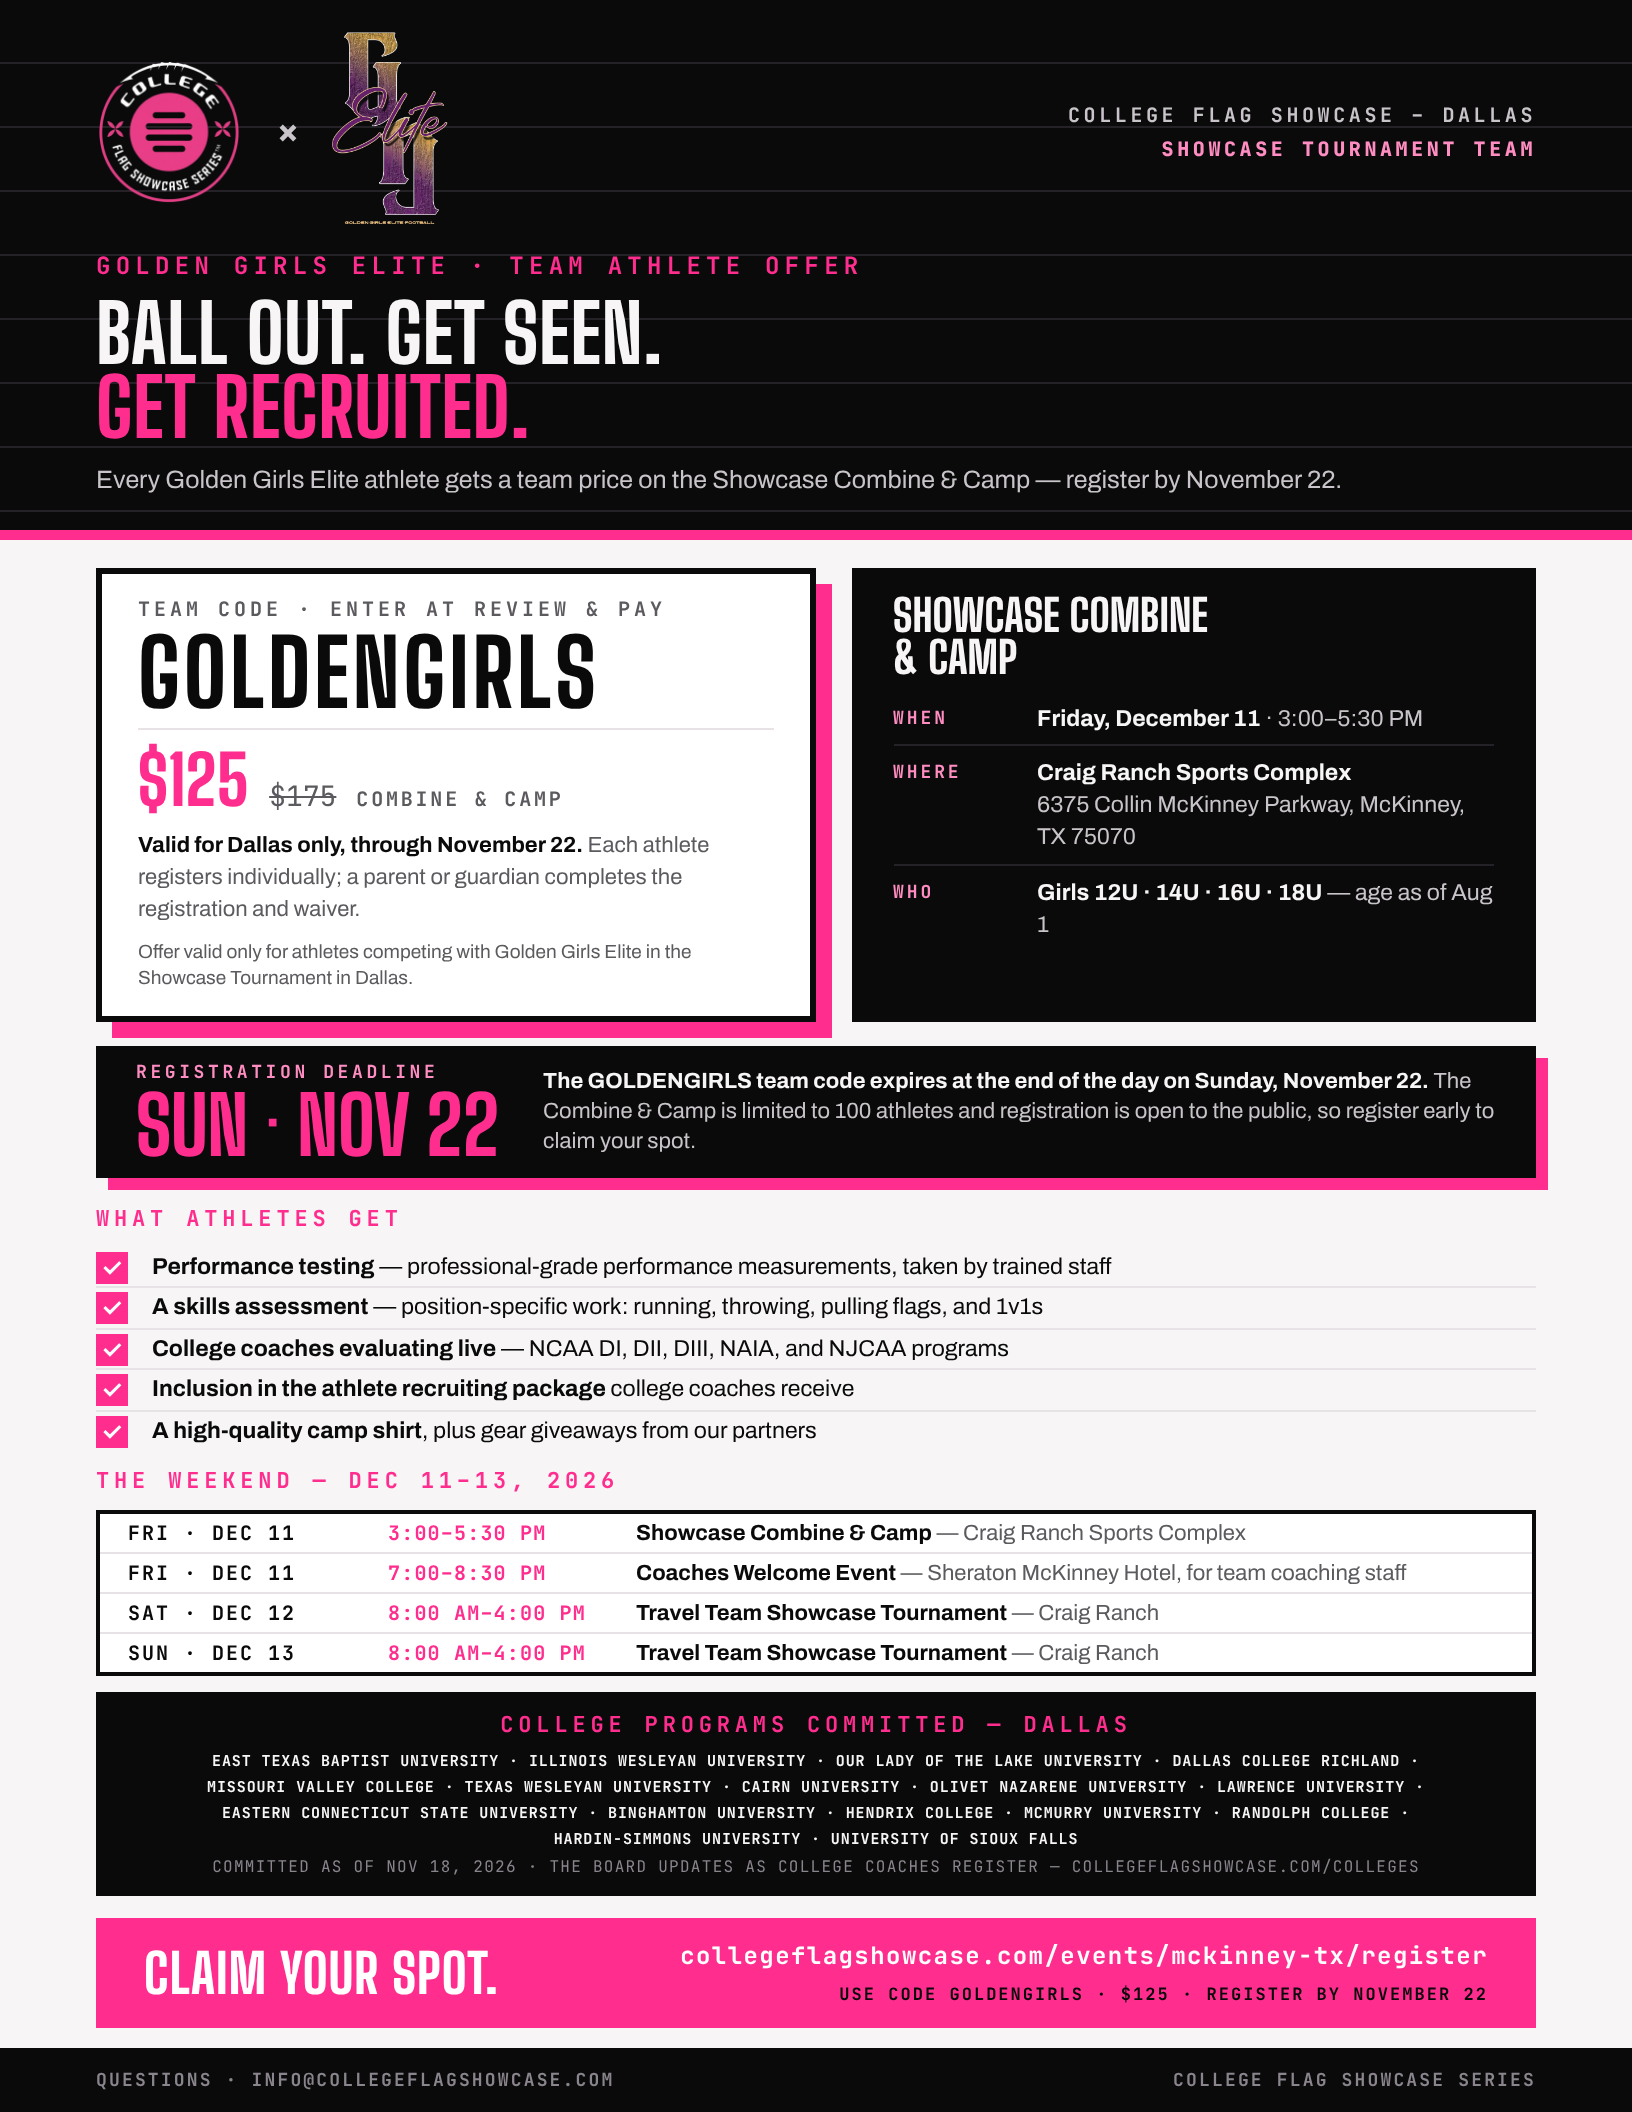 COLLEGE
FLAG SHOWCASE SERIES™
×
G Elite G
GOLDEN GIRLS ELITE FOOTBALL
COLLEGE FLAG SHOWCASE – DALLAS
SHOWCASE TOURNAMENT TEAM
GOLDEN GIRLS ELITE · TEAM ATHLETE OFFER
BALL OUT. GET SEEN.
GET RECRUITED.
Every Golden Girls Elite athlete gets a team price on the Showcase Combine & Camp — register by November 22.
TEAM CODE · ENTER AT REVIEW & PAY
GOLDENGIRLS
$125 $175 COMBINE & CAMP
Valid for Dallas only, through November 22. Each athlete
registers individually; a parent or guardian completes the
registration and waiver.
Offer valid only for athletes competing with Golden Girls Elite in the
Showcase Tournament in Dallas.
SHOWCASE COMBINE
& CAMP
WHEN Friday, December 11 · 3:00–5:30 PM
WHERE Craig Ranch Sports Complex
6375 Collin McKinney Parkway, McKinney,
TX 75070
WHO Girls 12U · 14U · 16U · 18U — age as of Aug
1
REGISTRATION DEADLINE
SUN · NOV 22
The GOLDENGIRLS team code expires at the end of the day on Sunday, November 22. The
Combine & Camp is limited to 100 athletes and registration is open to the public, so register early to
claim your spot.
WHAT ATHLETES GET
Performance testing — professional-grade performance measurements, taken by trained staff
A skills assessment — position-specific work: running, throwing, pulling flags, and 1v1s
College coaches evaluating live — NCAA DI, DII, DIII, NAIA, and NJCAA programs
Inclusion in the athlete recruiting package college coaches receive
A high-quality camp shirt, plus gear giveaways from our partners
THE WEEKEND — DEC 11–13, 2026
FRI · DEC 11 3:00–5:30 PM Showcase Combine & Camp — Craig Ranch Sports Complex
FRI · DEC 11 7:00–8:30 PM Coaches Welcome Event — Sheraton McKinney Hotel, for team coaching staff
SAT · DEC 12 8:00 AM–4:00 PM Travel Team Showcase Tournament — Craig Ranch
SUN · DEC 13 8:00 AM–4:00 PM Travel Team Showcase Tournament — Craig Ranch
COLLEGE PROGRAMS COMMITTED — DALLAS
EAST TEXAS BAPTIST UNIVERSITY · ILLINOIS WESLEYAN UNIVERSITY · OUR LADY OF THE LAKE UNIVERSITY · DALLAS COLLEGE RICHLAND ·
MISSOURI VALLEY COLLEGE · TEXAS WESLEYAN UNIVERSITY · CAIRN UNIVERSITY · OLIVET NAZARENE UNIVERSITY · LAWRENCE UNIVERSITY ·
EASTERN CONNECTICUT STATE UNIVERSITY · BINGHAMTON UNIVERSITY · HENDRIX COLLEGE · MCMURRY UNIVERSITY · RANDOLPH COLLEGE ·
HARDIN-SIMMONS UNIVERSITY · UNIVERSITY OF SIOUX FALLS
COMMITTED AS OF NOV 18, 2026 · THE BOARD UPDATES AS COLLEGE COACHES REGISTER — COLLEGEFLAGSHOWCASE.COM/COLLEGES
CLAIM YOUR SPOT.
collegeflagshowcase.com/events/mckinney-tx/register
USE CODE GOLDENGIRLS · $125 · REGISTER BY NOVEMBER 22
QUESTIONS · INFO@COLLEGEFLAGSHOWCASE.COM
COLLEGE FLAG SHOWCASE SERIES